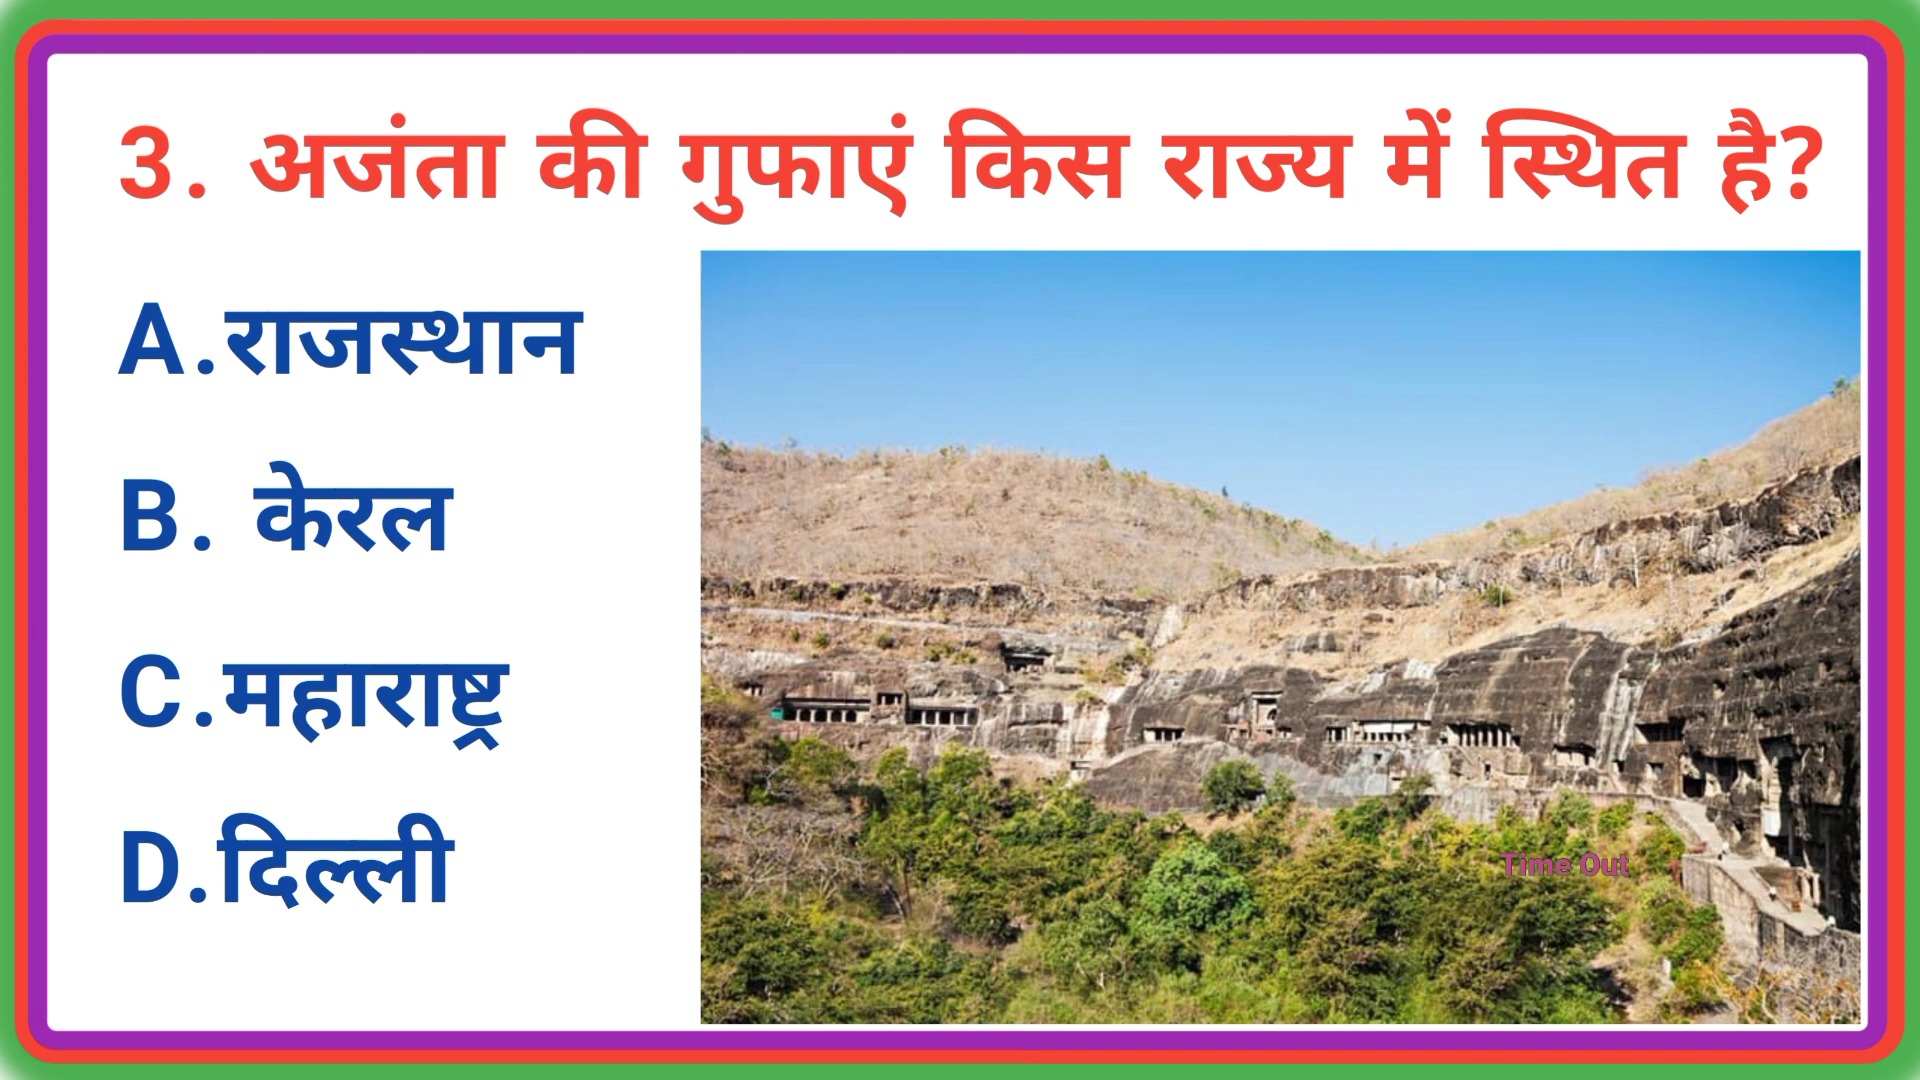 3. अजंता की गुफाएं किस राज्य में स्थित है?
A.राजस्थान
B. केरल
C.महाराष्ट्र
D.दिल्ली
Time Out